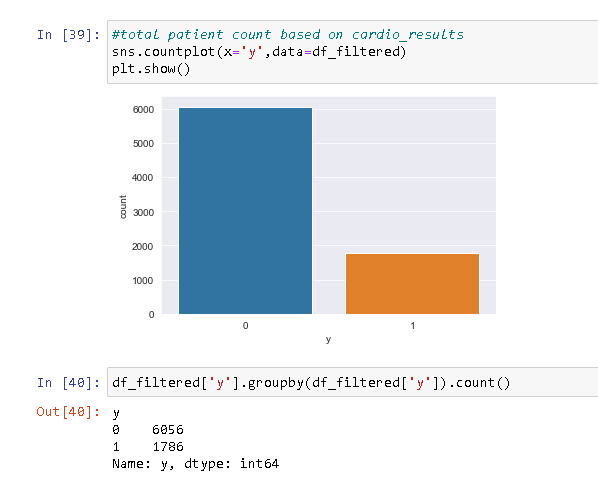 In [39]: #total patient count based on cardio_results
sns.countplot(x='y',data=df_filtered)
plt.show()
6000
5000
4000
3000
2000
1000
0
count
0 1
y
In [40]: df_filtered['y'].groupby(df_filtered['y']).count()
Out[40]: y
0 6056
1 1786
Name: y, dtype: int64